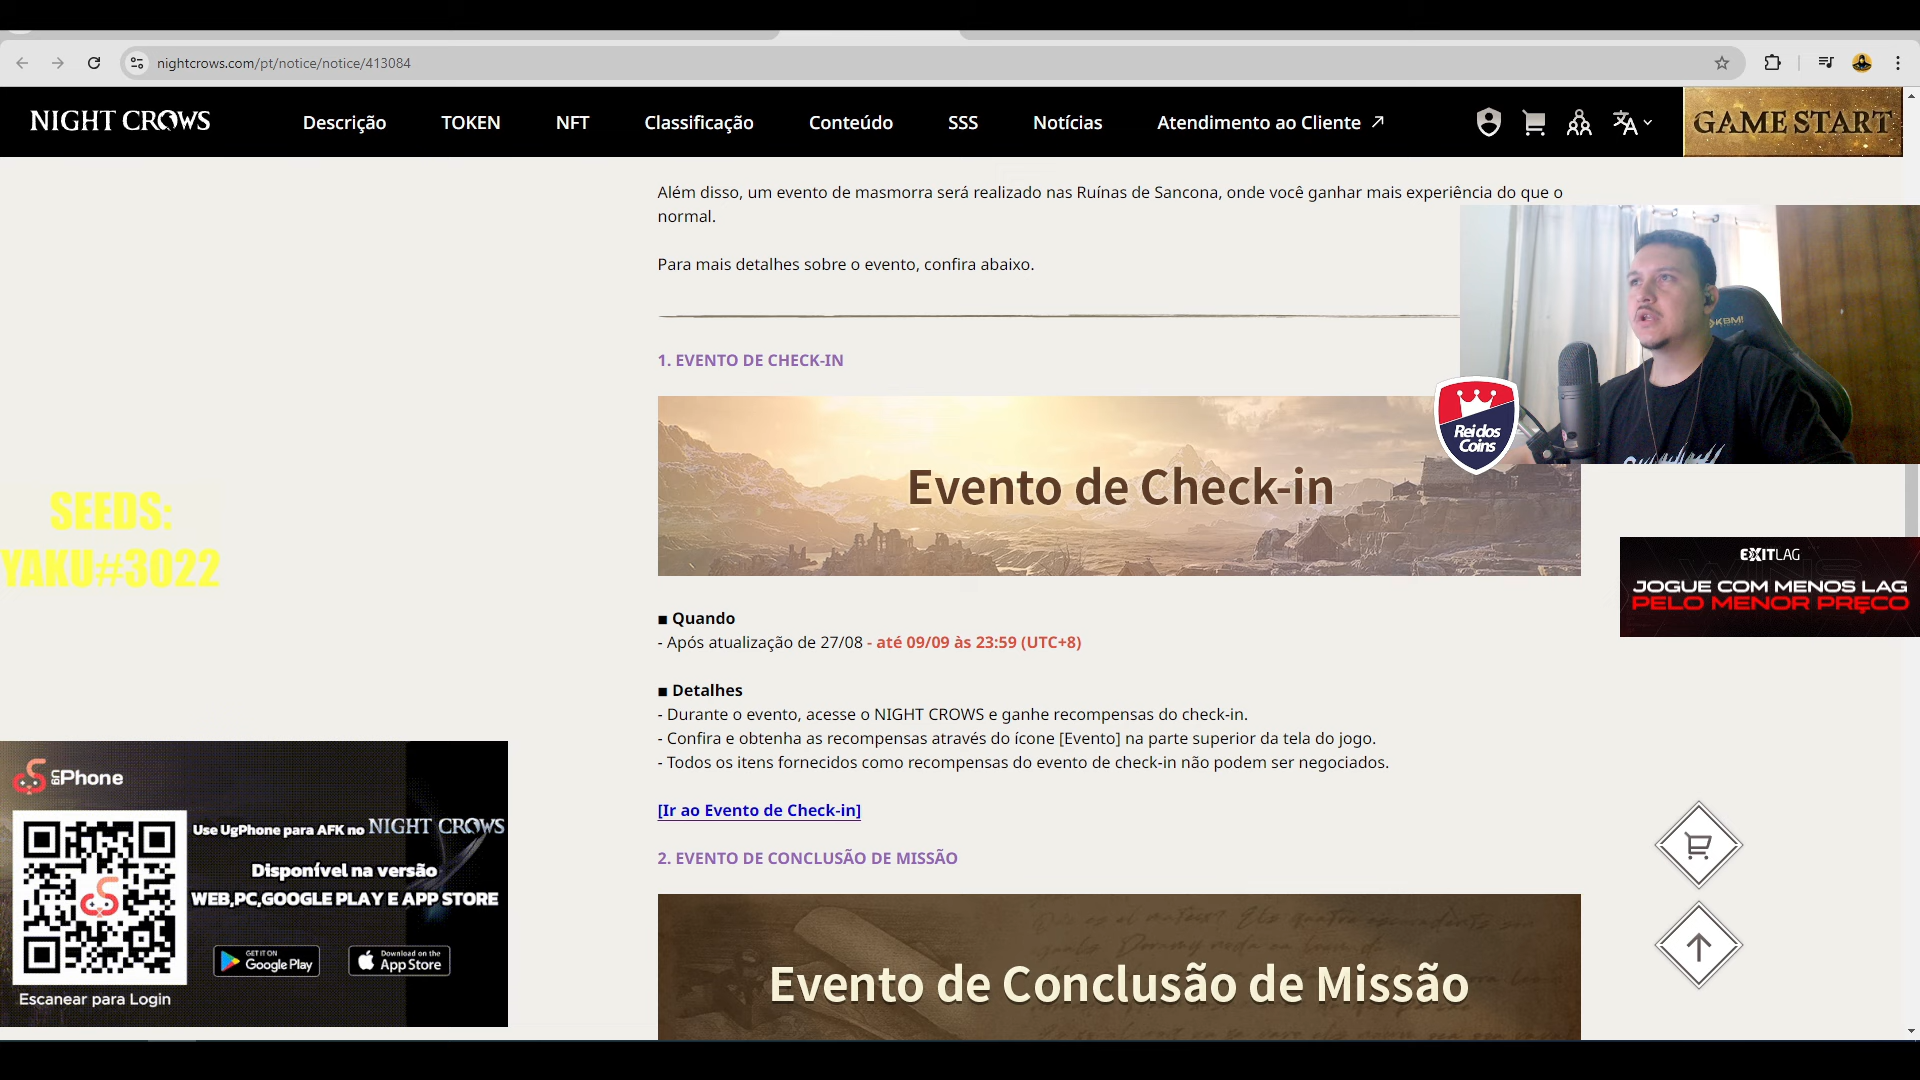 nightcrows.com/pt/notice/notice/413084
NIGHT CROWS
Descrição
TOKEN
NFT
Classificação
Conteúdo
SSS
Notícias
Atendimento ao Cliente
GAME START
Além disso, um evento de masmorra será realizado nas Ruínas de Sancona, onde você ganhar mais experiência do que o
normal.
Para mais detalhes sobre o evento, confira abaixo.
1. EVENTO DE CHECK-IN
Evento de Check-in
Rei dos
Coins
KBM!
SEEDS:
YAKU#3022
EXITLAG
JOGUE COM MENOS LAG
PELO MENOR PREÇO
■ Quando
- Após atualização de 27/08 - até 09/09 às 23:59 (UTC+8)
■ Detalhes
- Durante o evento, acesse o NIGHT CROWS e ganhe recompensas do check-in.
- Confira e obtenha as recompensas através do ícone [Evento] na parte superior da tela do jogo.
- Todos os itens fornecidos como recompensas do evento de check-in não podem ser negociados.
[Ir ao Evento de Check-in]
2. EVENTO DE CONCLUSÃO DE MISSÃO
Evento de Conclusão de Missão
UgPhone
Use UgPhone para AFK no NIGHT CROWS
Disponível na versão
WEB,PC,GOOGLE PLAY E APP STORE
GET IT ON
Google Play
Download on the
App Store
Escanear para Login